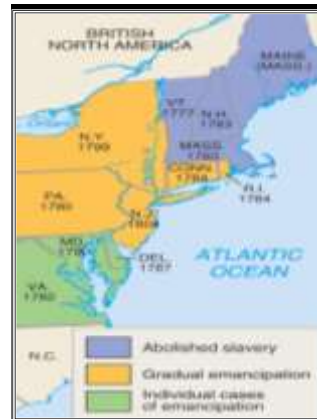 BRITISH
NORTH AMERICA
MAINE
(MASS.)
VT.
1777
N.H.
1783
MASS.
1783
N.Y.
1799
CONN.
1784
R.I.
1784
PA.
1780
N.J.
1804
MD.
DEL.
1787
VA.
1782
ATLANTIC
OCEAN
N.C.
Abolished slavery
Gradual emancipation
Individual cases
of emancipation